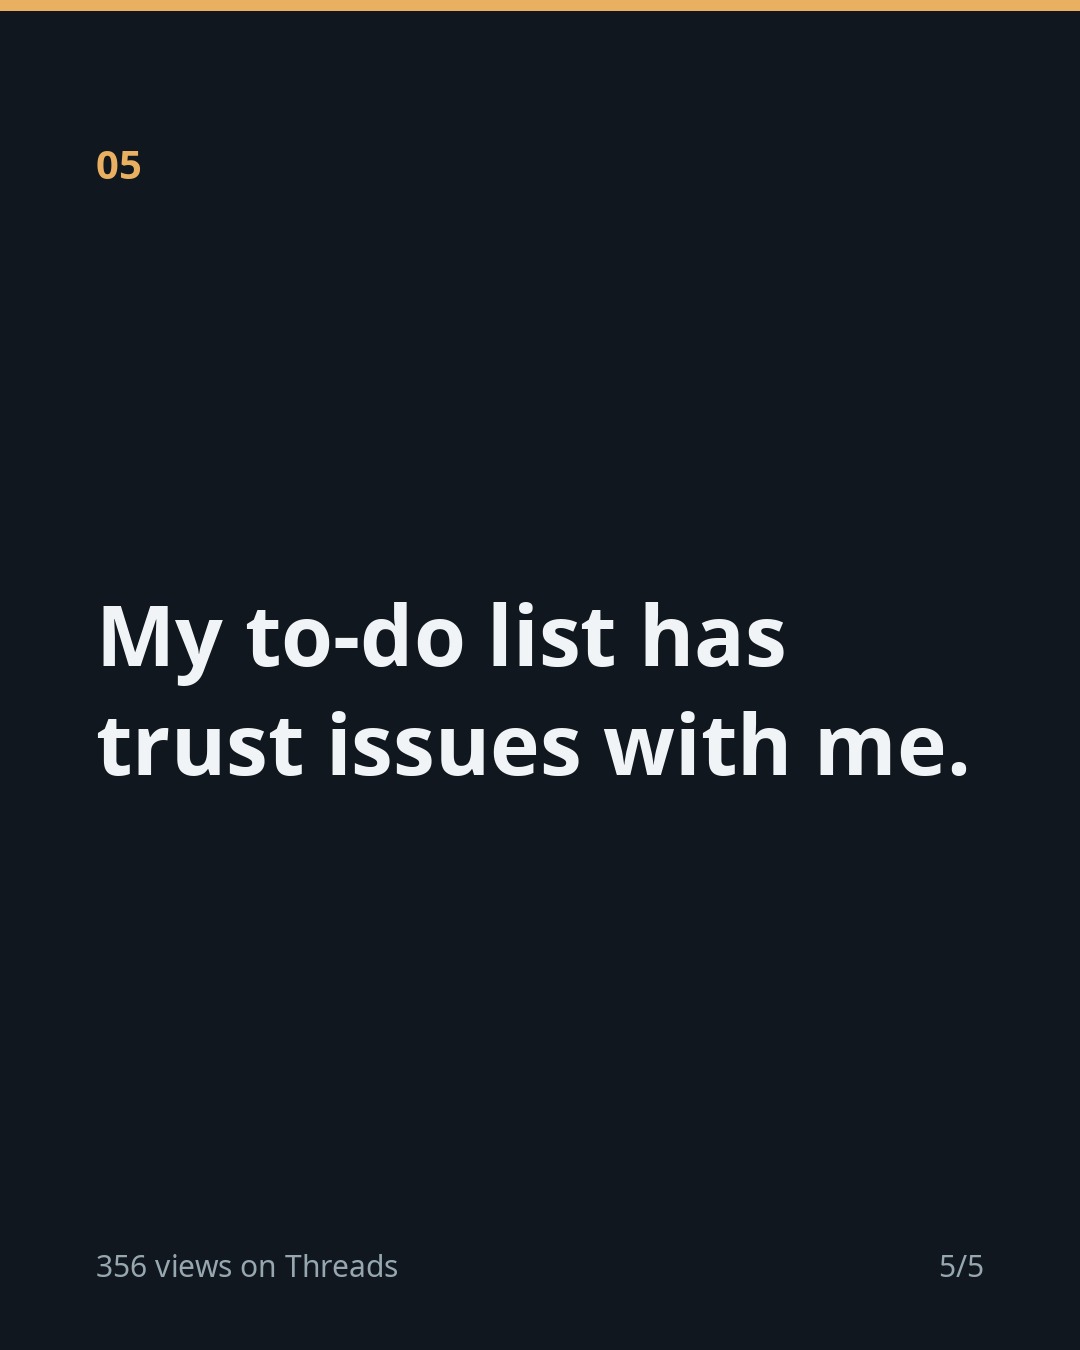 05
My to-do list has
trust issues with me.
356 views on Threads
5/5